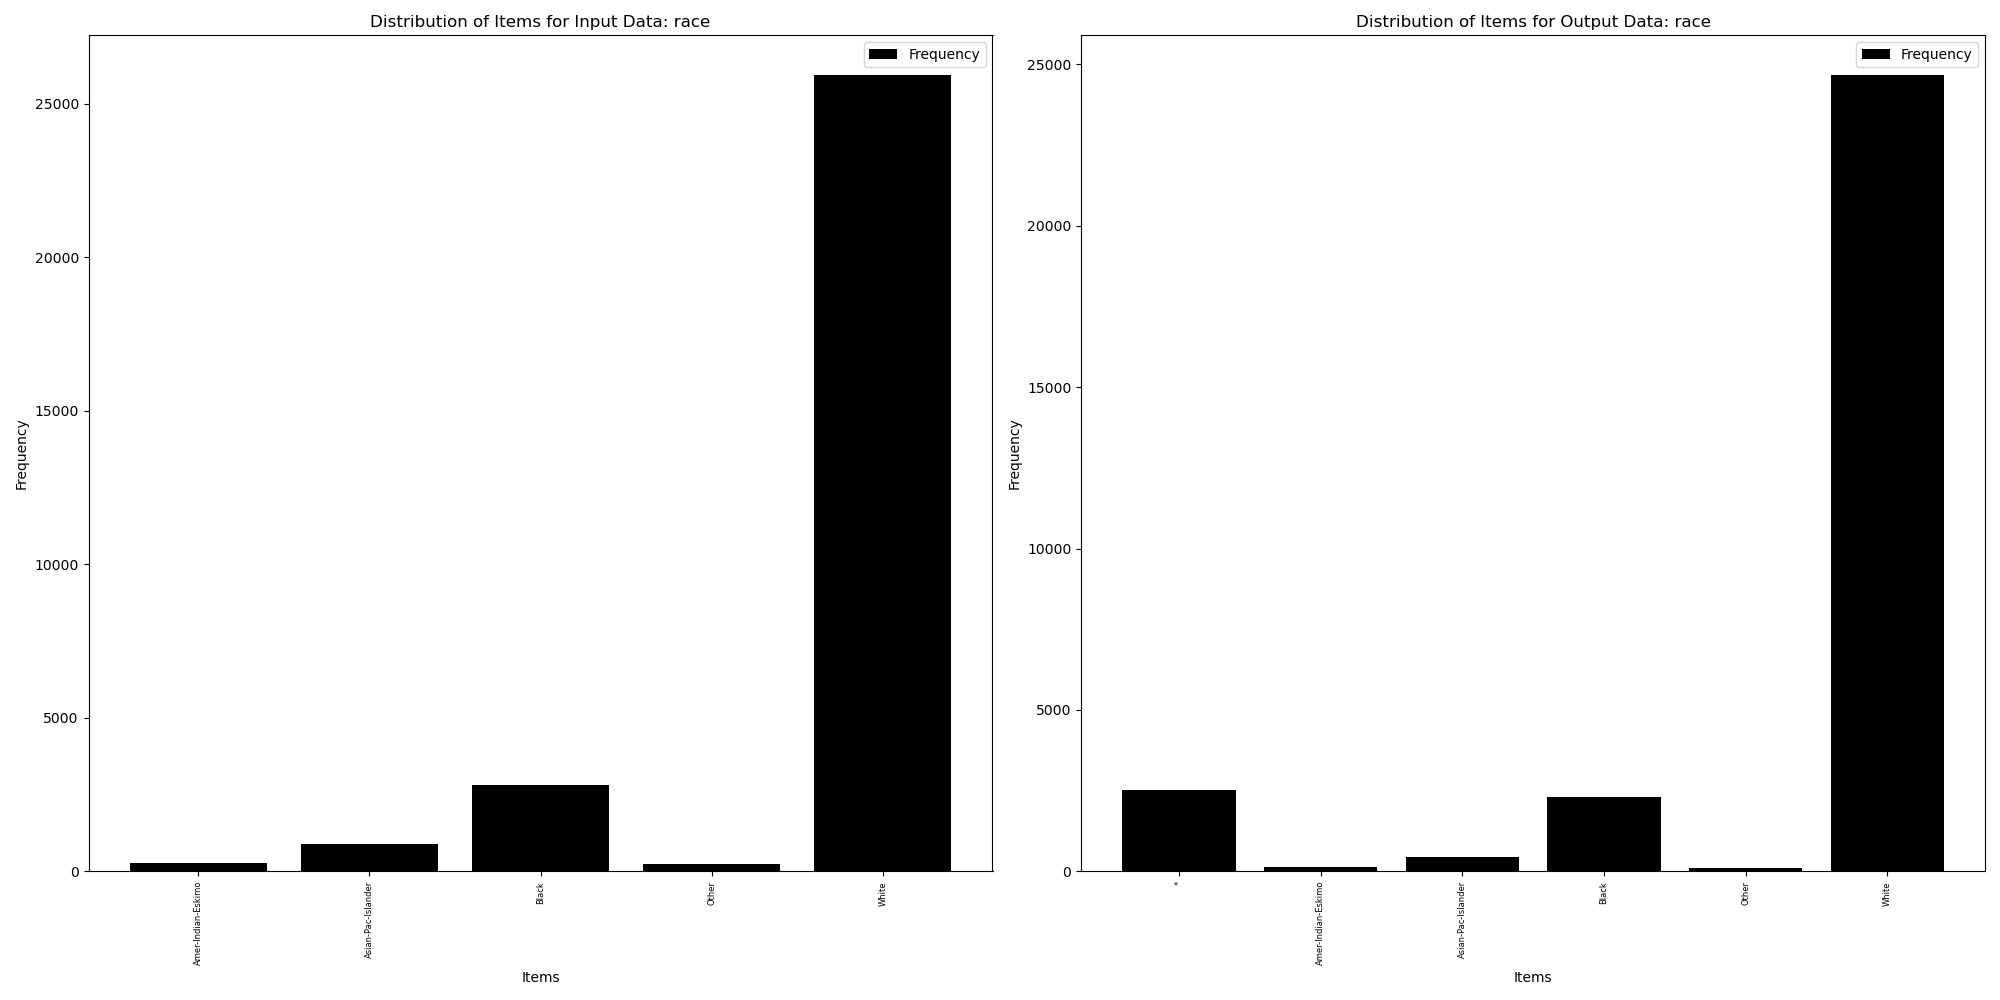 Distribution of Items for Input Data: race
Frequency
25000
20000
15000
10000
5000
0
Frequency
Amer-Indian-Eskimo
Asian-Pac-Islander
Black
Other
White
Items
Distribution of Items for Output Data: race
Frequency
25000
20000
15000
10000
5000
0
Frequency
*
Amer-Indian-Eskimo
Asian-Pac-Islander
Black
Other
White
Items